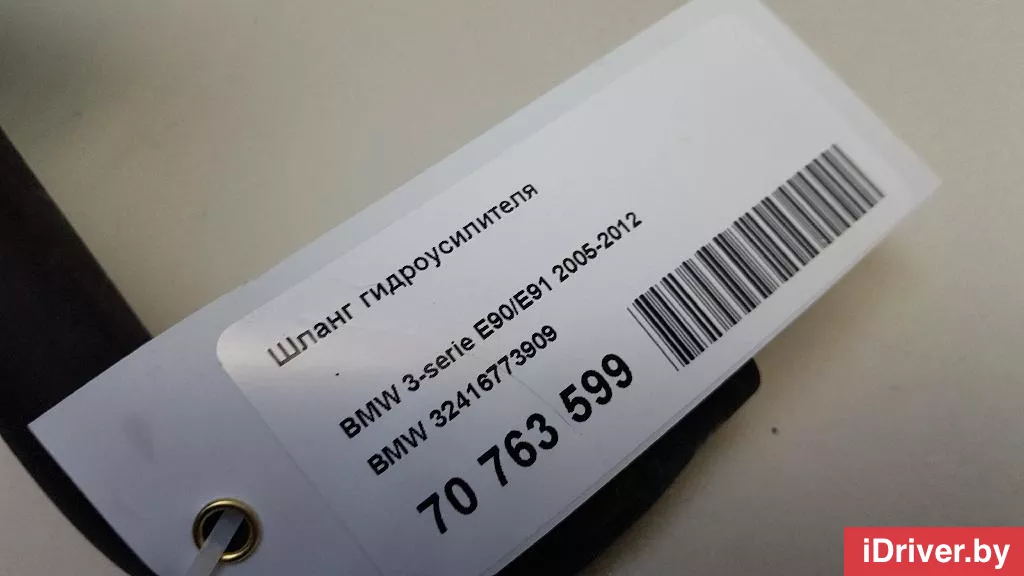 Шланг гидроусилителя
BMW 3-serie E90/E91 2005-2012
BMW 32416773909
70 763 599
iDriver.by